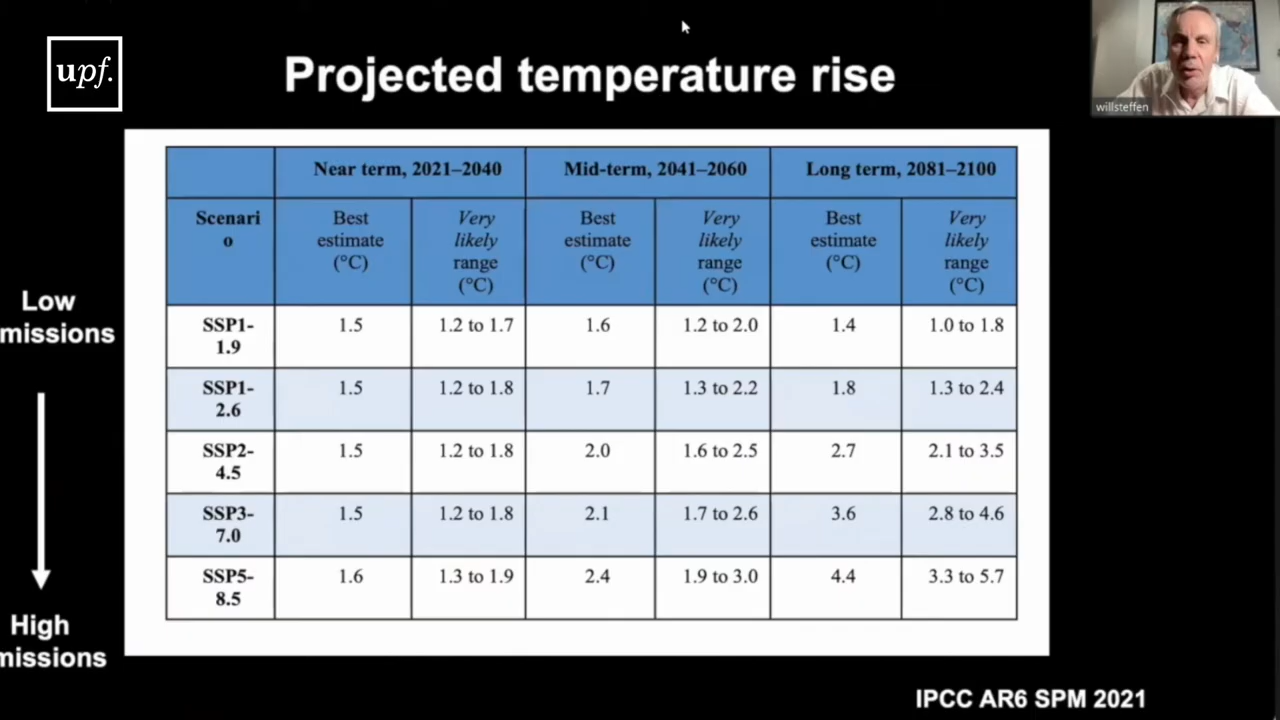 upf.
Projected temperature rise
willsteffen
Near term, 2021–2040 Mid-term, 2041–2060 Long term, 2081–2100
Scenari
o
Best
estimate
(°C)
Very
likely
range
(°C)
Best
estimate
(°C)
Very
likely
range
(°C)
Best
estimate
(°C)
Very
likely
range
(°C)
Low
missions
SSP1-
1.9
1.5 1.2 to 1.7 1.6 1.2 to 2.0 1.4 1.0 to 1.8
SSP1-
2.6
1.5 1.2 to 1.8 1.7 1.3 to 2.2 1.8 1.3 to 2.4
SSP2-
4.5
1.5 1.2 to 1.8 2.0 1.6 to 2.5 2.7 2.1 to 3.5
SSP3-
7.0
1.5 1.2 to 1.8 2.1 1.7 to 2.6 3.6 2.8 to 4.6
SSP5-
8.5
1.6 1.3 to 1.9 2.4 1.9 to 3.0 4.4 3.3 to 5.7
High
missions
IPCC AR6 SPM 2021